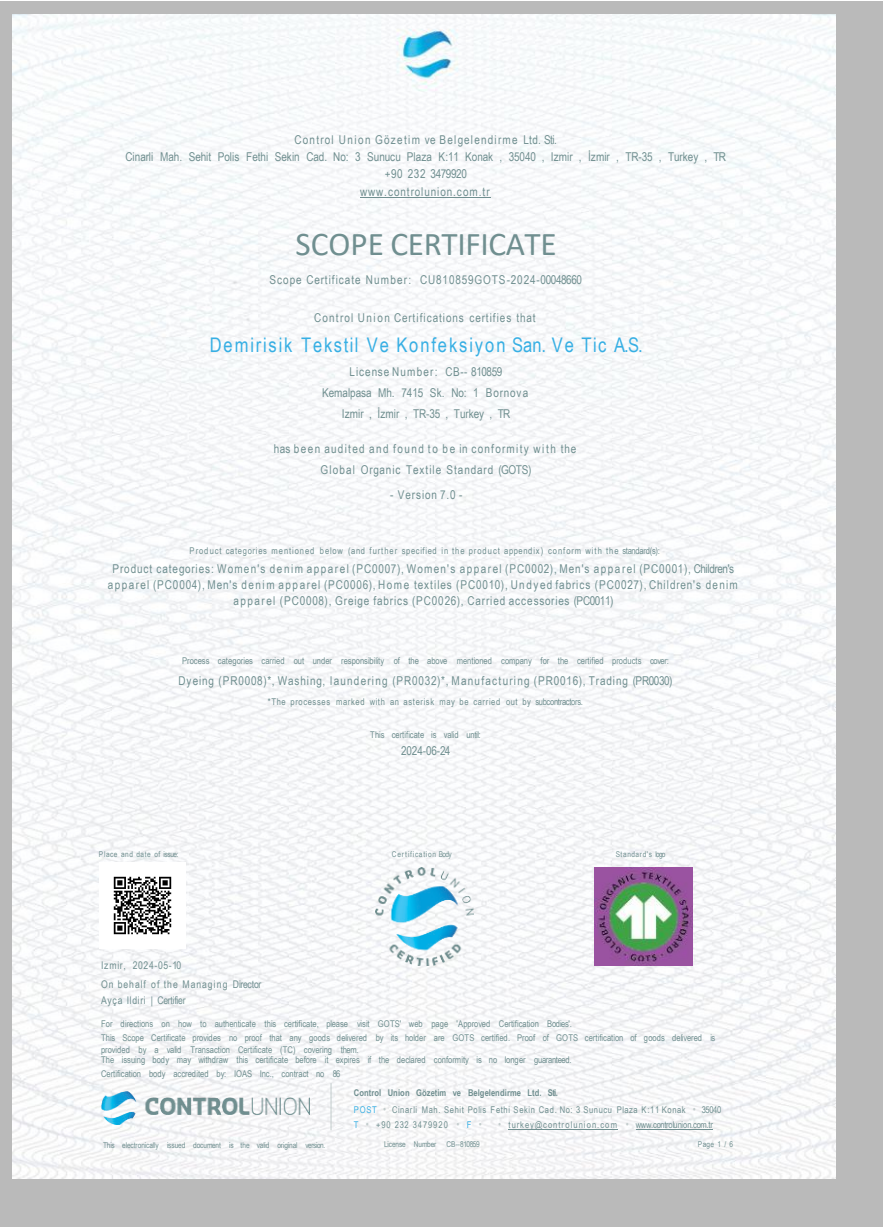 Control Union Gözetim ve Belgelendirme Ltd. Sti.
Cinarli Mah. Sehit Polis Fethi Sekin Cad. No: 3 Sunucu Plaza K:11 Konak , 35040 , Izmir , İzmir , TR-35 , Turkey , TR
+90 232 3479920
www.controlunion.com.tr
SCOPE CERTIFICATE
Scope Certificate Number: CU810859GOTS-2024-00048660
Control Union Certifications certifies that
Demirisik Tekstil Ve Konfeksiyon San. Ve Tic A.S.
License Number: CB-- 810859
Kemalpasa Mh. 7415 Sk. No: 1 Bornova
Izmir , İzmir , TR-35 , Turkey , TR
has been audited and found to be in conformity with the
Global Organic Textile Standard (GOTS)
- Version 7.0 -
Product categories mentioned below (and further specified in the product appendix) conform with the standard(s):
Product categories: Women's denim apparel (PC0007), Women's apparel (PC0002), Men's apparel (PC0001), Children's
apparel (PC0004), Men's denim apparel (PC0006), Home textiles (PC0010), Undyed fabrics (PC0027), Children's denim
apparel (PC0008), Greige fabrics (PC0026), Carried accessories (PC0011)
Process categories carried out under responsibility of the above mentioned company for the certified products cover:
Dyeing (PR0008)*, Washing, laundering (PR0032)*, Manufacturing (PR0016), Trading (PR0030)
*The processes marked with an asterisk may be carried out by subcontractors.
This certificate is valid until:
2024-06-24
Place and date of issue:
Certification Body
Standard's logo
CONTROLUNION
CERTIFIED
GLOBAL ORGANIC TEXTILE STANDARD · GOTS ·
Izmir, 2024-05-10
On behalf of the Managing Director
Ayça Ildiri | Certifier
For directions on how to authenticate this certificate, please visit GOTS' web page 'Approved Certification Bodies'.
This Scope Certificate provides no proof that any goods delivered by its holder are GOTS certified. Proof of GOTS certification of goods delivered is
provided by a valid Transaction Certificate (TC) covering them.
The issuing body may withdraw this certificate before it expires if the declared conformity is no longer guaranteed.
Certification body accredited by: IOAS Inc., contract no 86
CONTROLUNION
Control Union Gözetim ve Belgelendirme Ltd. Sti.
POST • Cinarli Mah. Sehit Polis Fethi Sekin Cad. No: 3 Sunucu Plaza K:11 Konak • 35040
T • +90 232 3479920 • F • • turkey@controlunion.com • www.controlunion.com.tr
This electronically issued document is the valid original version.
License Number CB--810859
Page 1 / 6